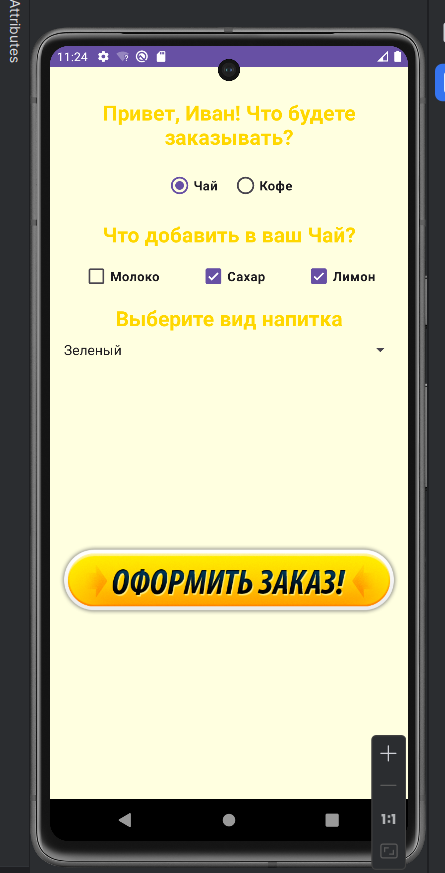 Attributes
11:24
Привет, Иван! Что будете
заказывать?
Чай Кофе
Что добавить в ваш Чай?
Молоко Сахар Лимон
Выберите вид напитка
Зеленый
ОФОРМИТЬ ЗАКАЗ!
1:1